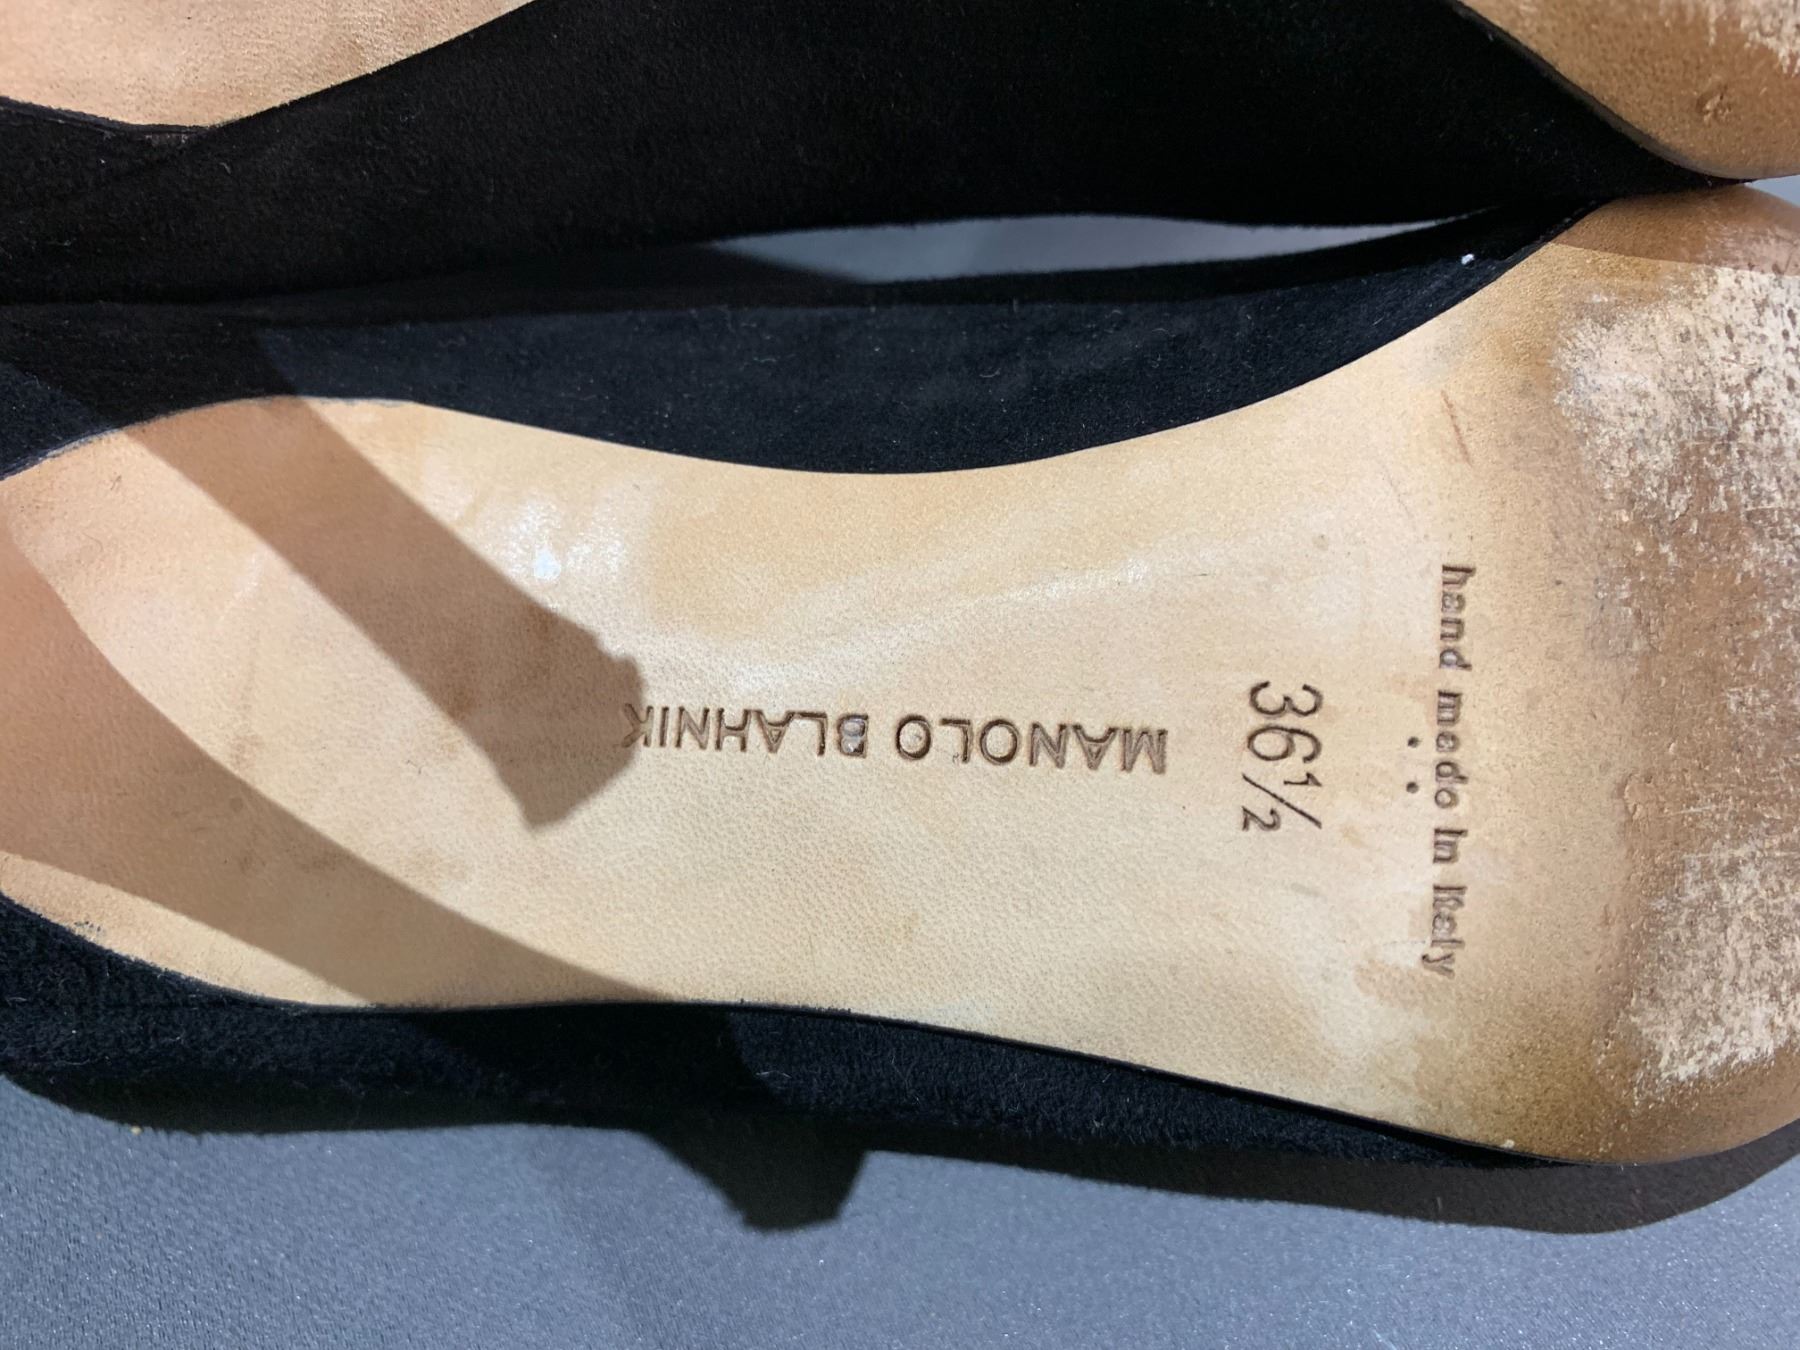 MANOLO BLAHNIK
36½
hand made in Italy